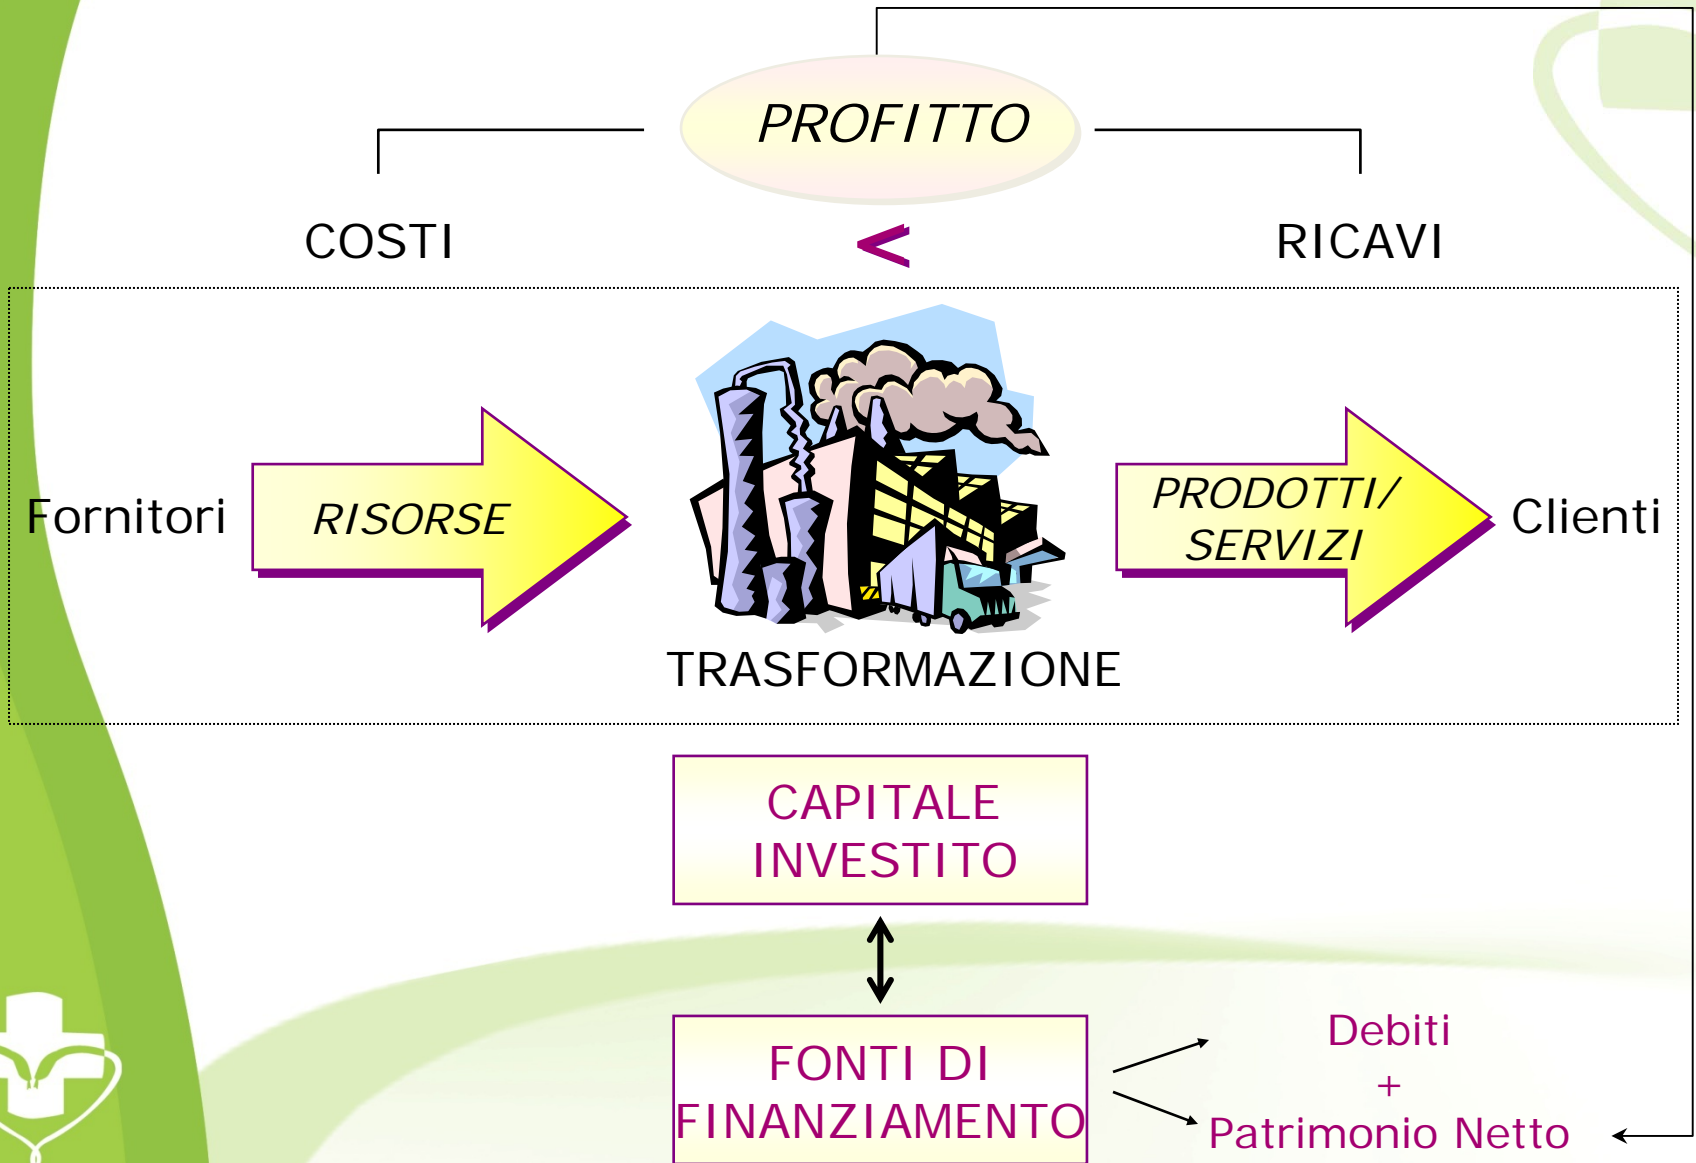 PROFITTO
COSTI < RICAVI
Fornitori RISORSE PRODOTTI/
SERVIZI Clienti
TRASFORMAZIONE
CAPITALE
INVESTITO
FONTI DI
FINANZIAMENTO
Debiti
+
Patrimonio Netto